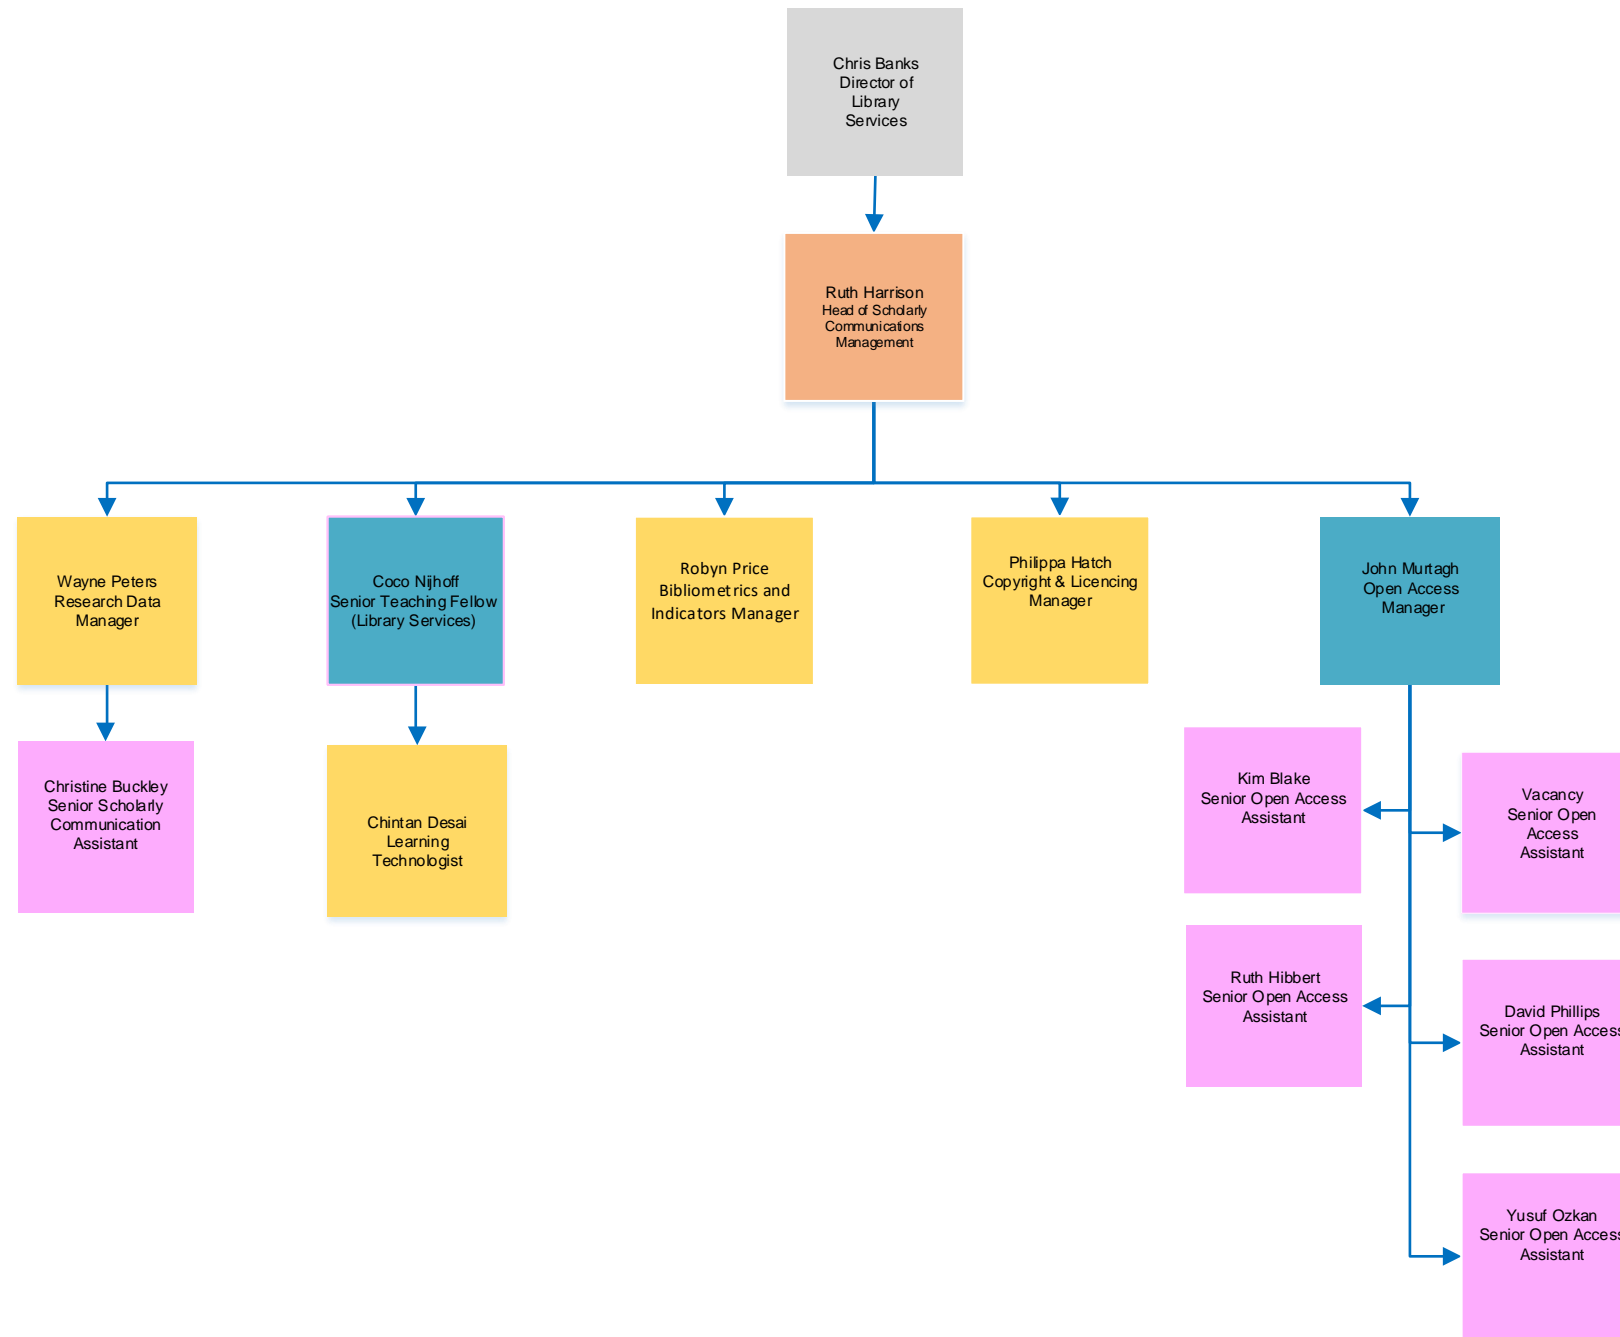 Chris Banks
Director of
Library
Services
Ruth Harrison
Head of Scholarly
Communications
Management
Wayne Peters
Research Data
Manager
Coco Nijhoff
Senior Teaching Fellow
(Library Services)
Robyn Price
Bibliometrics and
Indicators Manager
Philippa Hatch
Copyright & Licencing
Manager
John Murtagh
Open Access
Manager
Christine Buckley
Senior Scholarly
Communication
Assistant
Chintan Desai
Learning
Technologist
Kim Blake
Senior Open Access
Assistant
Vacancy
Senior Open
Access
Assistant
Ruth Hibbert
Senior Open Access
Assistant
David Phillips
Senior Open Access
Assistant
Yusuf Ozkan
Senior Open Access
Assistant